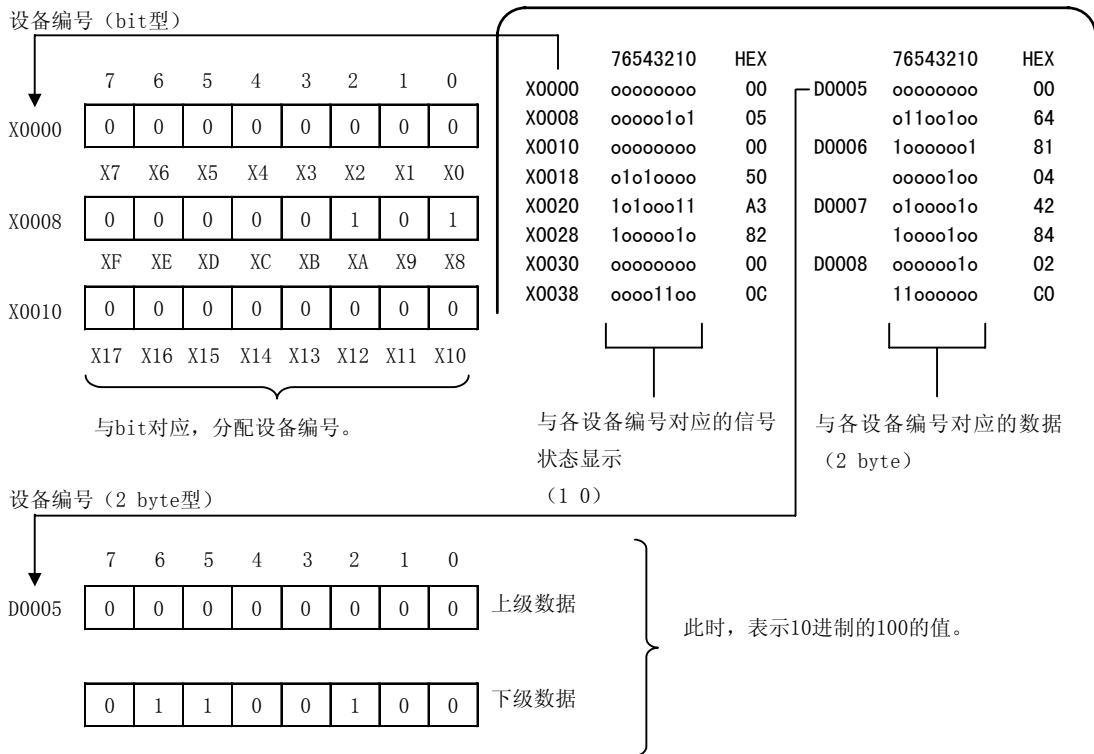 设备编号（bit型）
7 6 5 4 3 2 1 0
X0000 0 0 0 0 0 0 0 0
X7 X6 X5 X4 X3 X2 X1 X0
X0008 0 0 0 0 0 1 0 1
XF XE XD XC XB XA X9 X8
X0010 0 0 0 0 0 0 0 0
X17 X16 X15 X14 X13 X12 X11 X10
与bit对应，分配设备编号。
76543210 HEX
X0000 oooooooo 00
X0008 ooooo1o1 05
X0010 oooooooo 00
X0018 o1o1oooo 50
X0020 1o1ooo11 A3
X0028 1ooooo1o 82
X0030 oooooooo 00
X0038 oooo11oo 0C
与各设备编号对应的信号
状态显示
（1 0）
76543210 HEX
D0005 oooooooo 00
o11oo1oo 64
D0006 1oooooo1 81
ooooo1oo 04
D0007 o1oooo1o 42
1oooo1oo 84
D0008 oooooo1o 02
11oooooo C0
与各设备编号对应的数据
（2 byte）
设备编号（2 byte型）
7 6 5 4 3 2 1 0
D0005 0 0 0 0 0 0 0 0 上级数据
0 1 1 0 0 1 0 0 下级数据
此时，表示10进制的100的值。